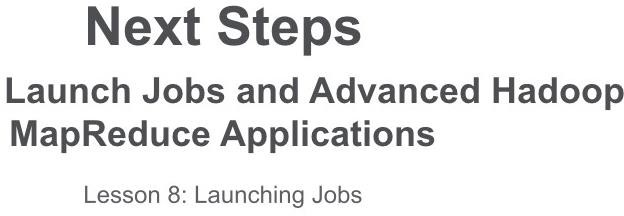 Next Steps
Launch Jobs and Advanced Hadoop
MapReduce Applications
Lesson 8: Launching Jobs